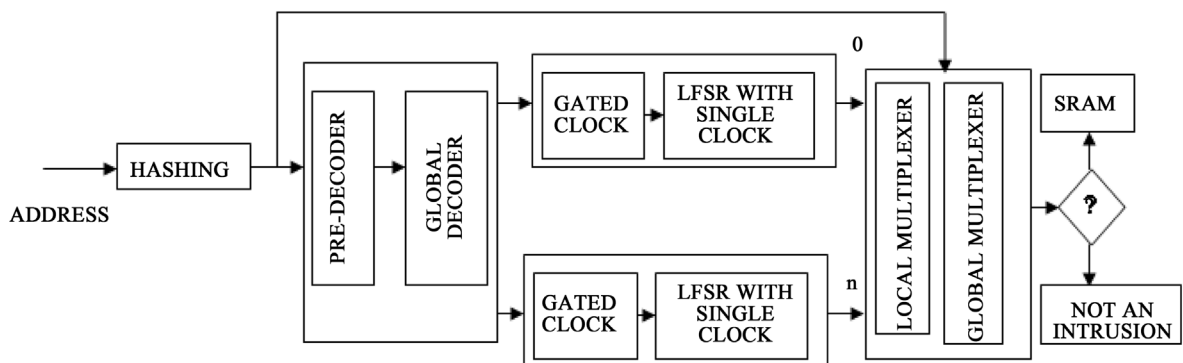 ADDRESS
HASHING
PRE-DECODER
GLOBAL
DECODER
GATED
CLOCK
LFSR WITH
SINGLE
CLOCK
0
GATED
CLOCK
LFSR WITH
SINGLE
CLOCK
n
LOCAL MULTIPLEXER
GLOBAL MULTIPLEXER
SRAM
?
NOT AN
INTRUSION